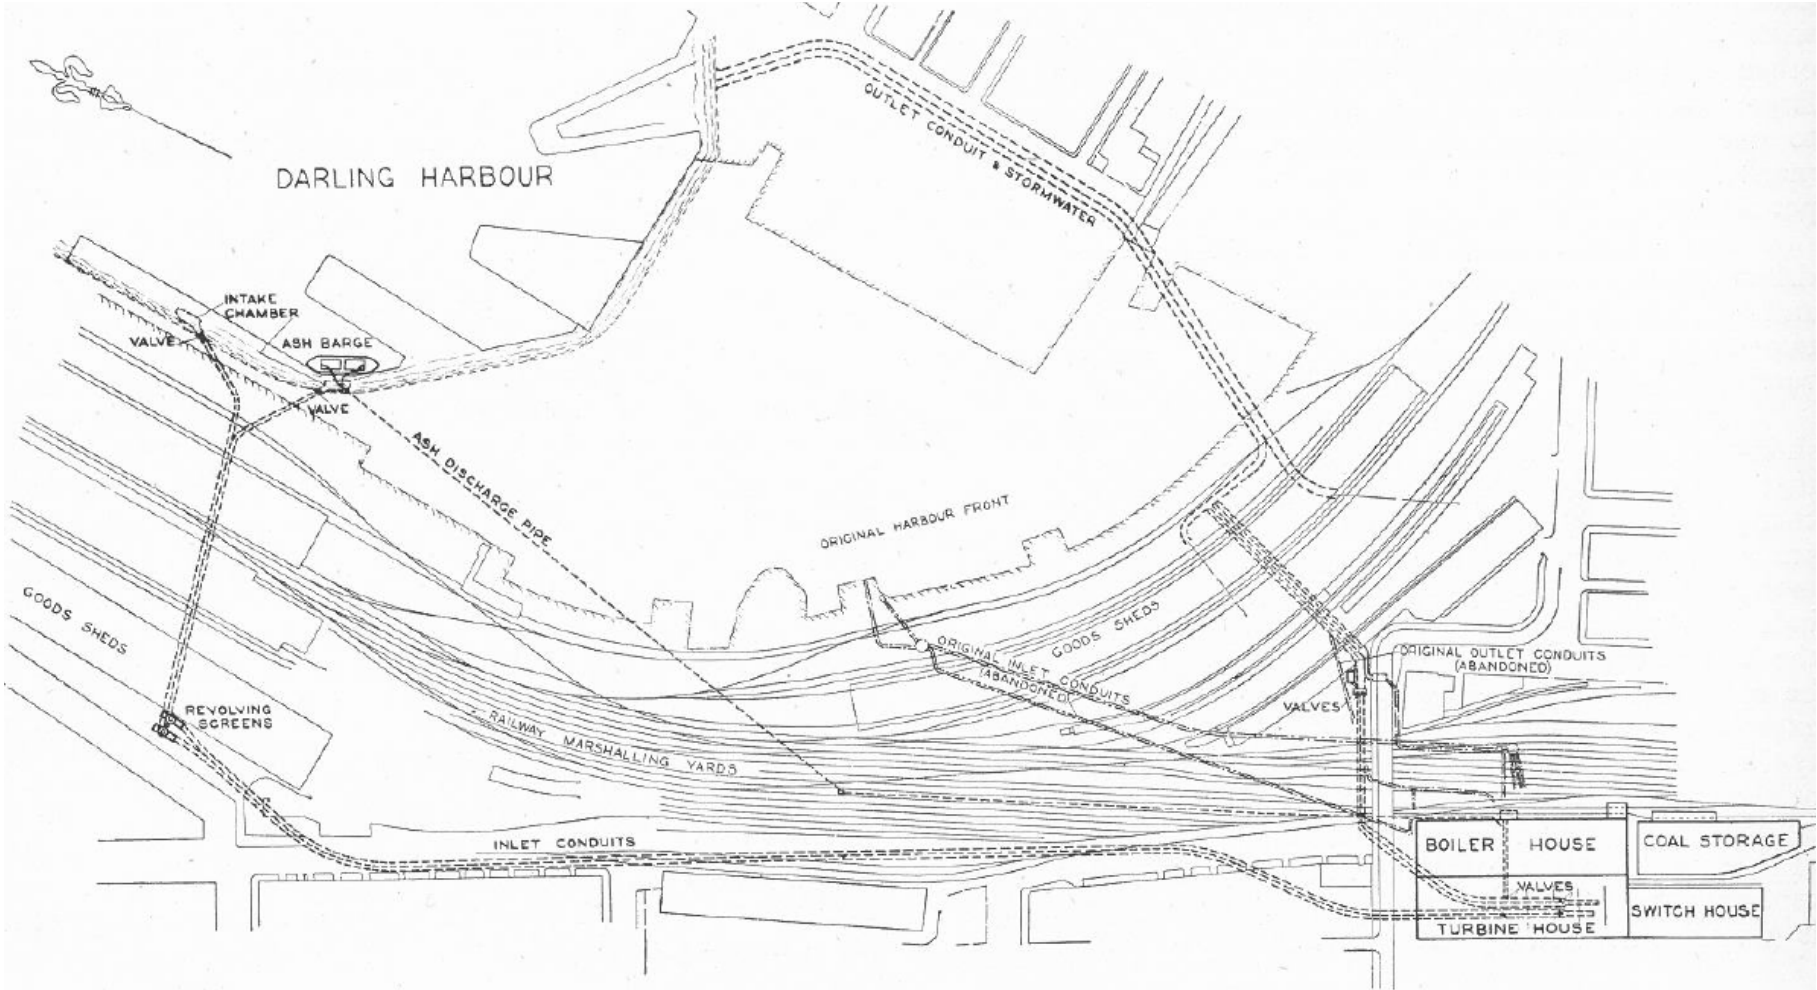 OUTLET CONDUIT & STORMWATER
DARLING HARBOUR
INTAKE
CHAMBER
VALVE
ASH BARGE
VALVE
ASH DISCHARGE PIPE
ORIGINAL HARBOUR FRONT
GOODS SHEDS
GOODS SHEDS
ORIGINAL INLET CONDUITS
(ABANDONED)
ORIGINAL OUTLET CONDUITS
(ABANDONED)
REVOLVING
SCREENS
VALVES
RAILWAY MARSHALLING YARDS
INLET CONDUITS
BOILER HOUSE
COAL STORAGE
VALVES
TURBINE HOUSE
SWITCH HOUSE